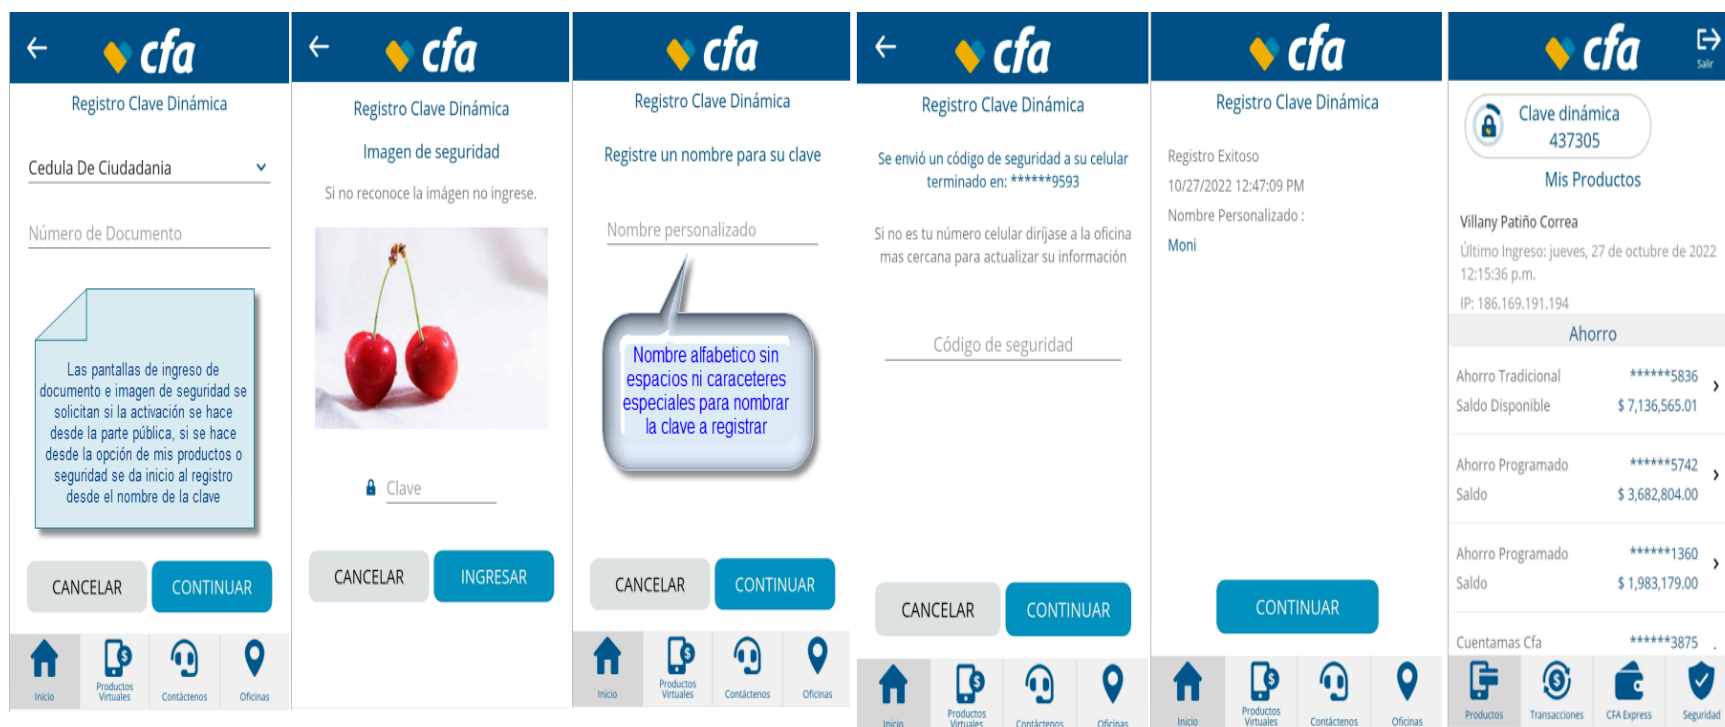 cfa
Registro Clave Dinámica
Cedula De Ciudadania
Número de Documento
Las pantallas de ingreso de
documento e imagen de seguridad se
solicitan si la activación se hace
desde la parte pública, si se hace
desde la opción de mis productos o
seguridad se da inicio al registro
desde el nombre de la clave
CANCELAR CONTINUAR
Inicio
Productos
Virtuales
Contáctenos
Oficinas
cfa
Registro Clave Dinámica
Imagen de seguridad
Si no reconoce la imágen no ingrese.
Clave
CANCELAR INGRESAR
cfa
Registro Clave Dinámica
Registre un nombre para su clave
Nombre personalizado
Nombre alfabetico sin
espacios ni caraceteres
especiales para nombrar
la clave a registrar
CANCELAR CONTINUAR
Inicio
Productos
Virtuales
Contáctenos
Oficinas
cfa
Registro Clave Dinámica
Se envió un código de seguridad a su celular
terminado en: ******9593
Si no es tu número celular diríjase a la oficina
mas cercana para actualizar su información
Código de seguridad
CANCELAR CONTINUAR
Inicio
Productos
Virtuales
Contáctenos
Oficinas
cfa
Registro Clave Dinámica
Registro Exitoso
10/27/2022 12:47:09 PM
Nombre Personalizado :
Moni
CONTINUAR
Inicio
Productos
Virtuales
Contáctenos
Oficinas
cfa
Salir
Clave dinámica
437305
Mis Productos
Villany Patiño Correa
Último Ingreso: jueves, 27 de octubre de 2022
12:15:36 p.m.
IP: 186.169.191.194
Ahorro
Ahorro Tradicional ******5836
Saldo Disponible $ 7,136,565.01
Ahorro Programado ******5742
Saldo $ 3,682,804.00
Ahorro Programado ******1360
Saldo $ 1,983,179.00
Cuentamas Cfa ******3875
Productos
Transacciones
CFA Express
Seguridad